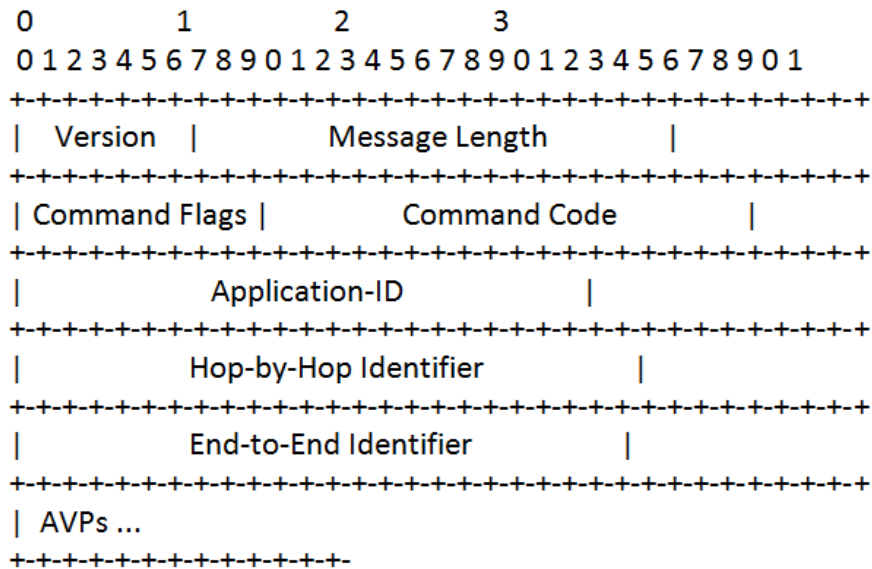 0 1 2 3
0 1 2 3 4 5 6 7 8 9 0 1 2 3 4 5 6 7 8 9 0 1 2 3 4 5 6 7 8 9 0 1
+-+-+-+-+-+-+-+-+-+-+-+-+-+-+-+-+-+-+-+-+-+-+-+-+-+-+-+-+-+-+-+-+
| Version | Message Length |
+-+-+-+-+-+-+-+-+-+-+-+-+-+-+-+-+-+-+-+-+-+-+-+-+-+-+-+-+-+-+-+-+
| Command Flags | Command Code |
+-+-+-+-+-+-+-+-+-+-+-+-+-+-+-+-+-+-+-+-+-+-+-+-+-+-+-+-+-+-+-+-+
| Application-ID |
+-+-+-+-+-+-+-+-+-+-+-+-+-+-+-+-+-+-+-+-+-+-+-+-+-+-+-+-+-+-+-+-+
| Hop-by-Hop Identifier |
+-+-+-+-+-+-+-+-+-+-+-+-+-+-+-+-+-+-+-+-+-+-+-+-+-+-+-+-+-+-+-+-+
| End-to-End Identifier |
+-+-+-+-+-+-+-+-+-+-+-+-+-+-+-+-+-+-+-+-+-+-+-+-+-+-+-+-+-+-+-+-+
| AVPs ...
+-+-+-+-+-+-+-+-+-+-+-+-+-